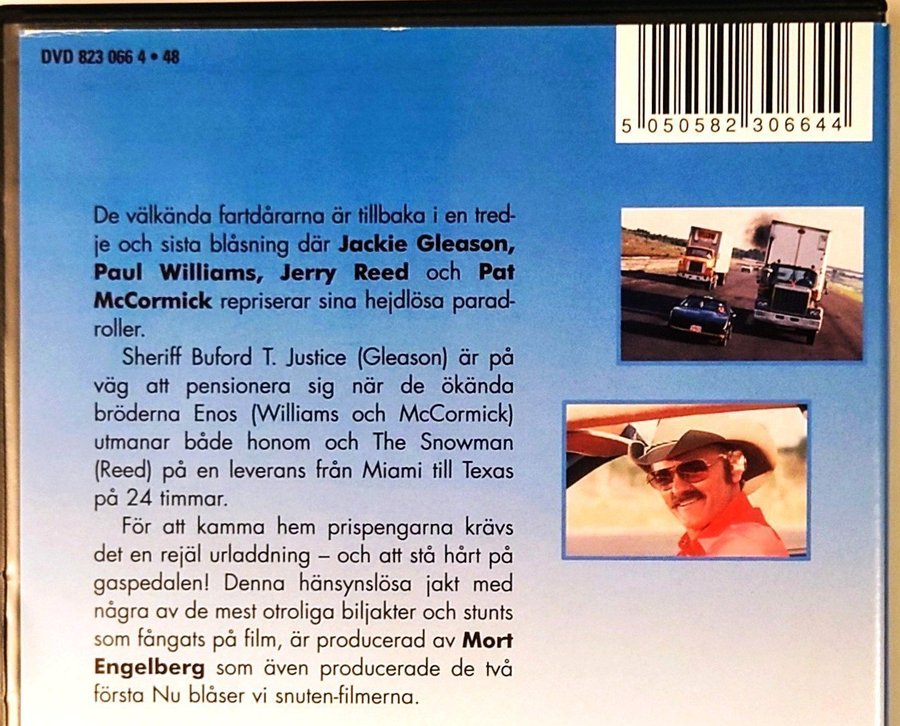 DVD 823 066 4 • 48
5 050582 306644
De välkända fartdårarna är tillbaka i en tred-
je och sista blåsning där Jackie Gleason,
Paul Williams, Jerry Reed och Pat
McCormick repriserar sina hejdlösa parad-
roller.
Sheriff Buford T. Justice (Gleason) är på
väg att pensionera sig när de ökända
bröderna Enos (Williams och McCormick)
utmanar både honom och The Snowman
(Reed) på en leverans från Miami till Texas
på 24 timmar.
För att kamma hem prispengarna krävs
det en rejäl urladdning – och att stå hårt på
gaspedalen! Denna hänsynslösa jakt med
några av de mest otroliga biljakter och stunts
som fångats på film, är producerad av Mort
Engelberg som även producerade de två
första Nu blåser vi snuten-filmerna.